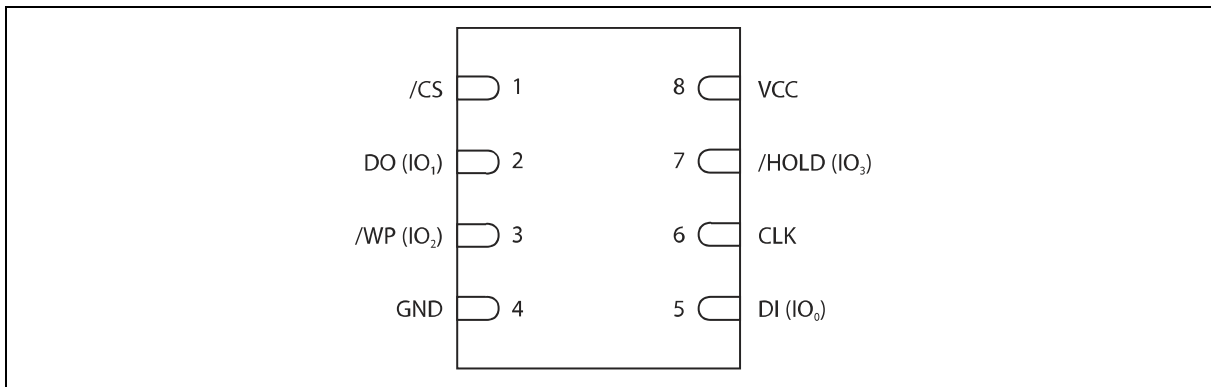 /CS 1 8 VCC
DO (IO₁) 2 7 /HOLD (IO₃)
/WP (IO₂) 3 6 CLK
GND 4 5 DI (IO₀)